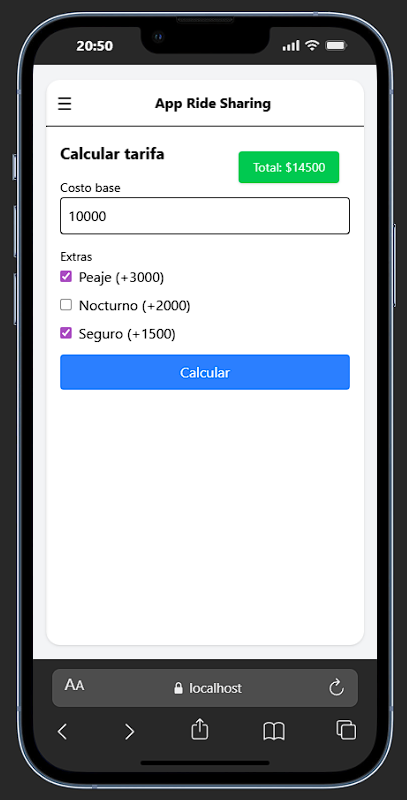 20:50
☰ App Ride Sharing
Calcular tarifa
Total: $14500
Costo base
10000
Extras
Peaje (+3000)
Nocturno (+2000)
Seguro (+1500)
Calcular
AA localhost